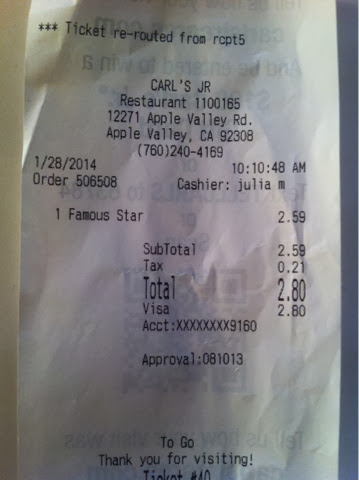 *** Ticket re-routed from rcpt5
CARL'S JR
Restaurant 1100165
12271 Apple Valley Rd.
Apple Valley, CA 92308
(760)240-4169
1/28/2014 10:10:48 AM
Order 506508 Cashier: julia m
1 Famous Star 2.59
SubTotal 2.59
Tax 0.21
Total 2.80
Visa 2.80
Acct:XXXXXXXX9160
Approval:081013
To Go
Thank you for visiting!
Ticket #40